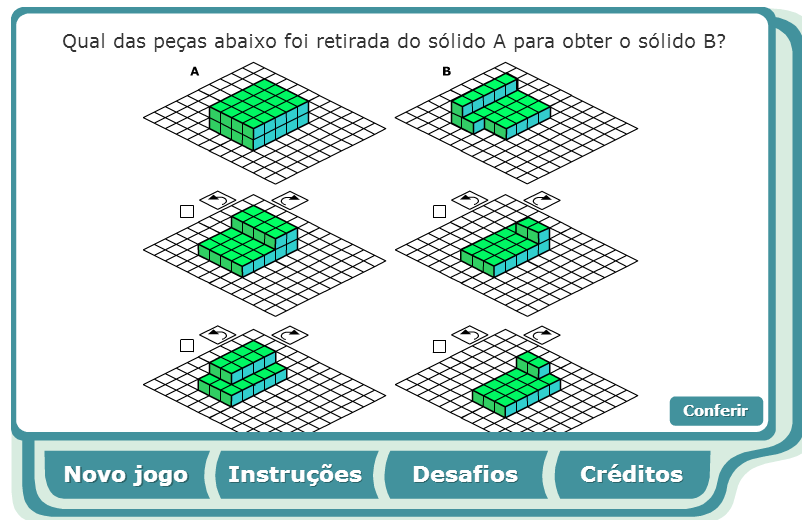 Qual das peças abaixo foi retirada do sólido A para obter o sólido B?
A
B
Conferir
Novo jogo
Instruções
Desafios
Créditos